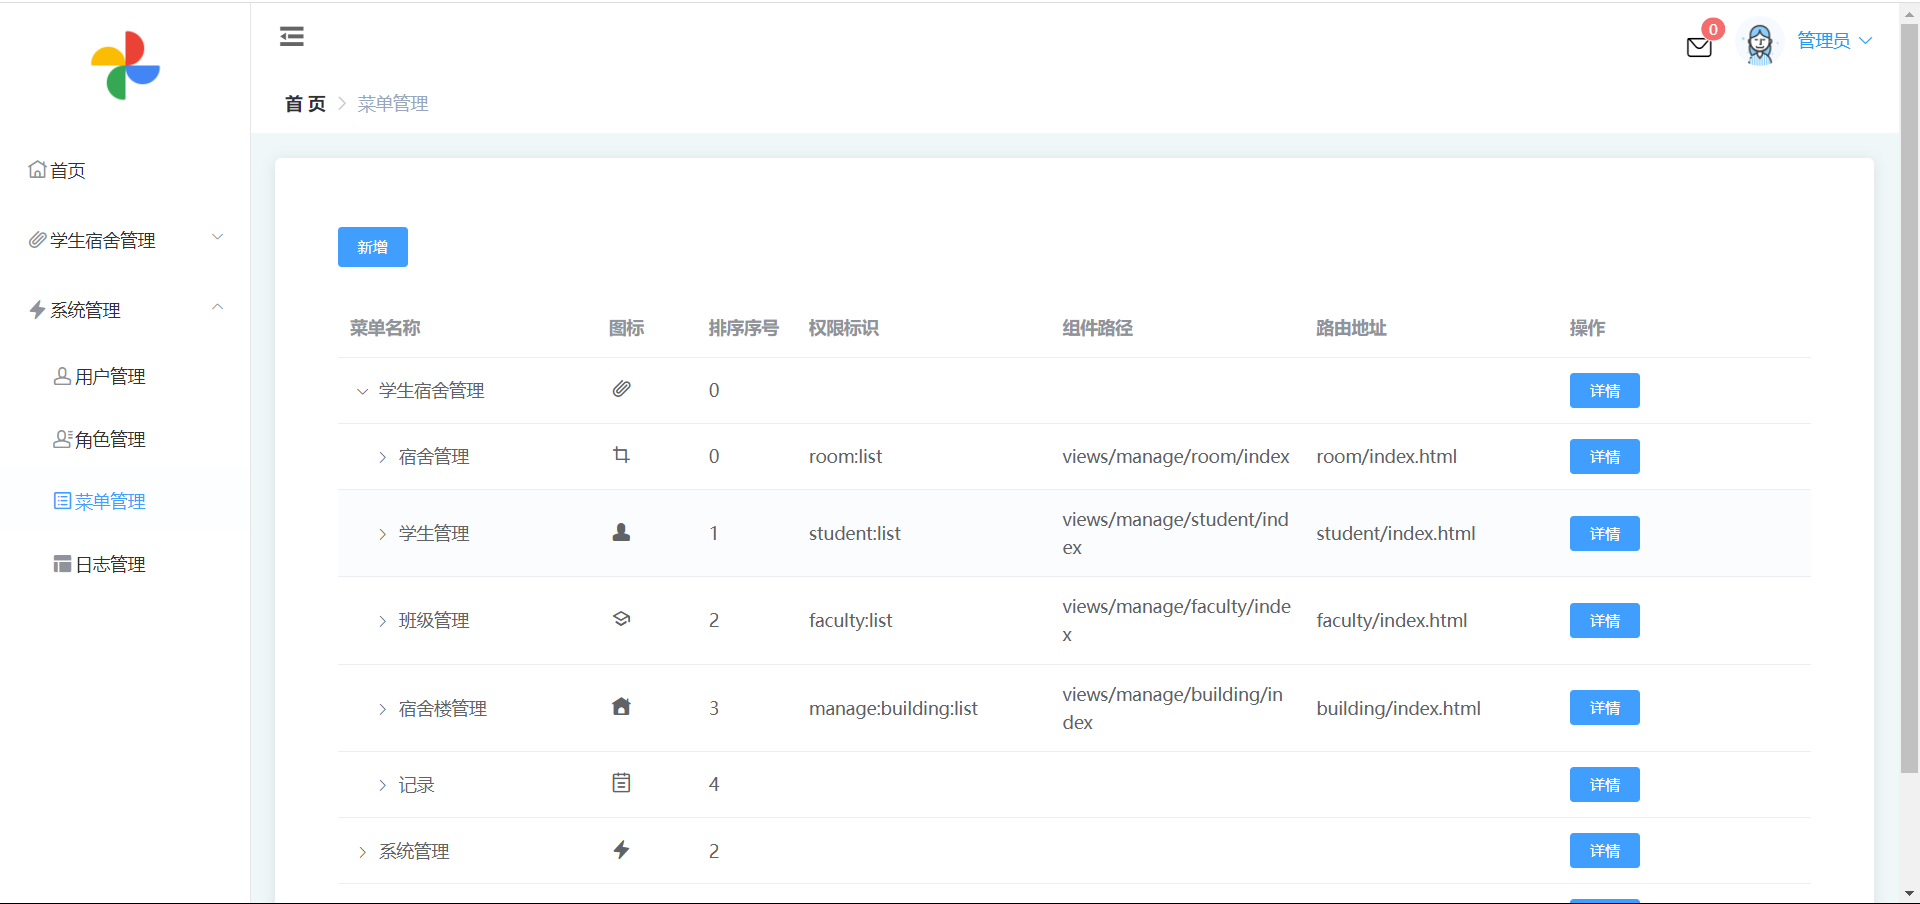 0
管理员
首页
菜单管理
首页
学生宿舍管理
系统管理
用户管理
角色管理
菜单管理
日志管理
新增
菜单名称 图标 排序序号 权限标识 组件路径 路由地址 操作
学生宿舍管理 0 详情
宿舍管理 0 room:list views/manage/room/index room/index.html 详情
学生管理 1 student:list views/manage/student/ind
ex student/index.html 详情
班级管理 2 faculty:list views/manage/faculty/inde
x faculty/index.html 详情
宿舍楼管理 3 manage:building:list views/manage/building/in
dex building/index.html 详情
记录 4 详情
系统管理 2 详情